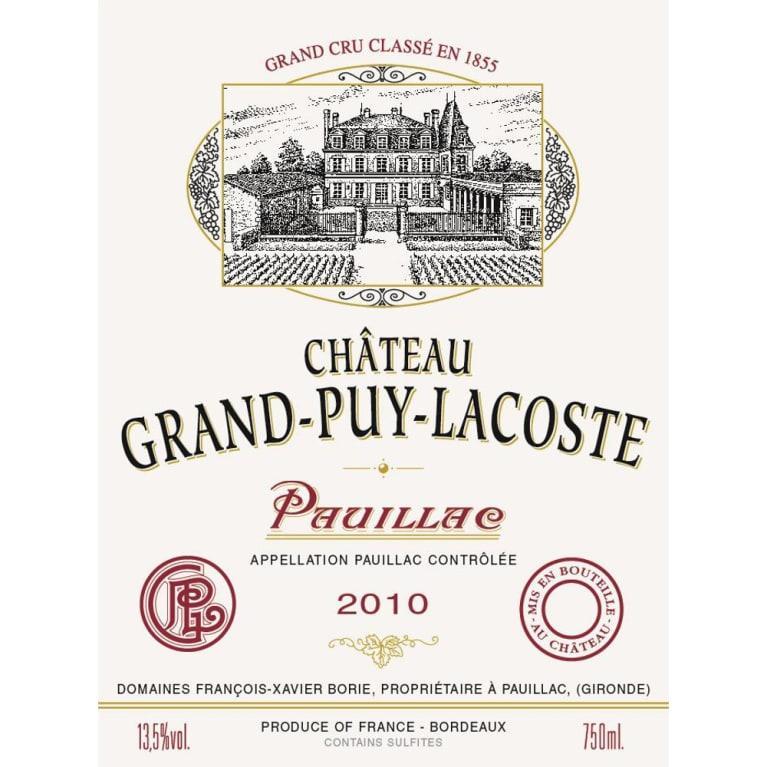 GRAND CRU CLASSÉ EN 1855
CHÂTEAU
GRAND-PUY-LACOSTE
Pauillac
APPELLATION PAUILLAC CONTRÔLÉE
GPL
2010
MIS EN BOUTEILLE
- AU CHÂTEAU -
DOMAINES FRANÇOIS-XAVIER BORIE, PROPRIÉTAIRE À PAUILLAC, (GIRONDE)
13,5%vol.
PRODUCE OF FRANCE - BORDEAUX
CONTAINS SULFITES
750ml.